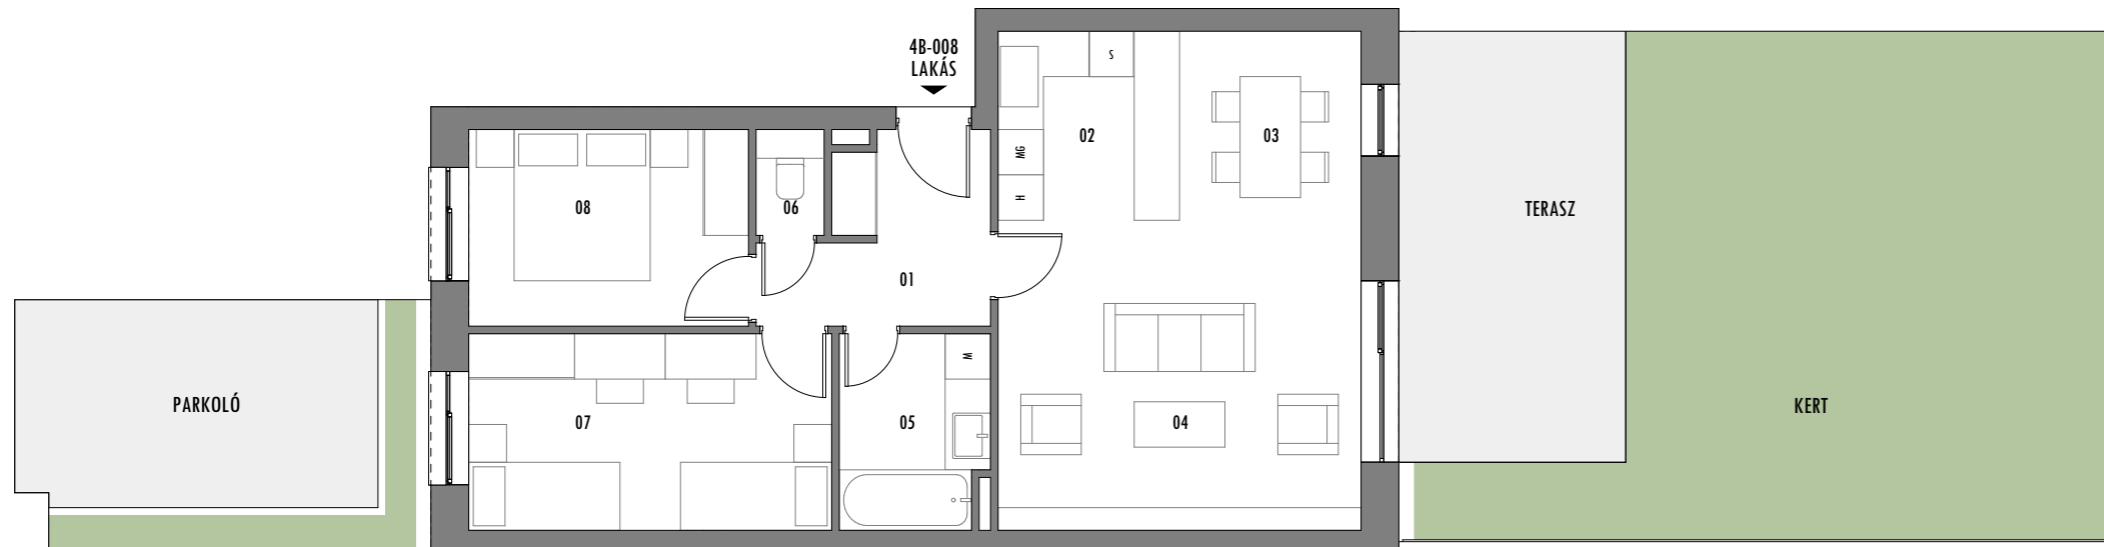 4B-008
LAKÁS
S
02
03
MG
H
08
06
TERASZ
01
PARKOLÓ
M
07
05
04
KERT